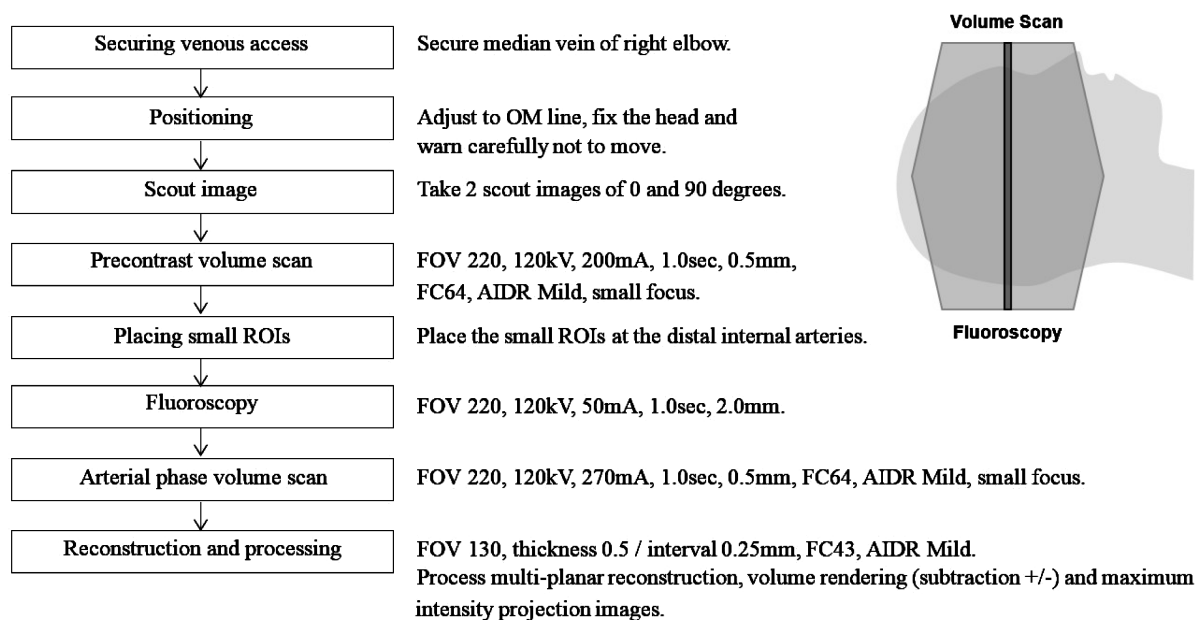 Securing venous access
Secure median vein of right elbow.
Positioning
Adjust to OM line, fix the head and
warn carefully not to move.
Scout image
Take 2 scout images of 0 and 90 degrees.
Precontrast volume scan
FOV 220, 120kV, 200mA, 1.0sec, 0.5mm,
FC64, AIDR Mild, small focus.
Placing small ROIs
Place the small ROIs at the distal internal arteries.
Fluoroscopy
FOV 220, 120kV, 50mA, 1.0sec, 2.0mm.
Arterial phase volume scan
FOV 220, 120kV, 270mA, 1.0sec, 0.5mm, FC64, AIDR Mild, small focus.
Reconstruction and processing
FOV 130, thickness 0.5 / interval 0.25mm, FC43, AIDR Mild.
Process multi-planar reconstruction, volume rendering (subtraction +/-) and maximum
intensity projection images.
Volume Scan
Fluoroscopy